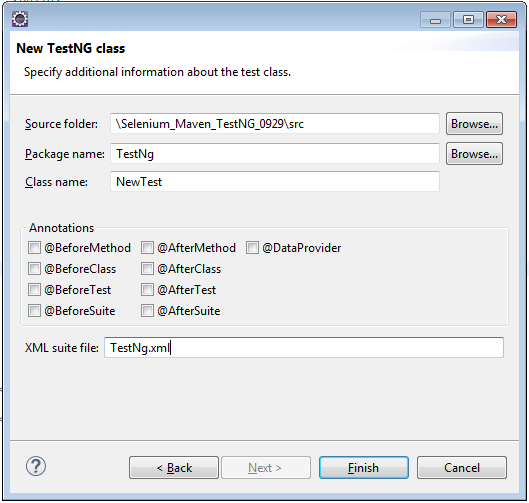 New TestNG class
Specify additional information about the test class.
Source folder: \Selenium_Maven_TestNG_0929\src Browse...
Package name: TestNg Browse...
Class name: NewTest
Annotations
@BeforeMethod @AfterMethod @DataProvider
@BeforeClass @AfterClass
@BeforeTest @AfterTest
@BeforeSuite @AfterSuite
XML suite file: TestNg.xml
? < Back Next > Finish Cancel